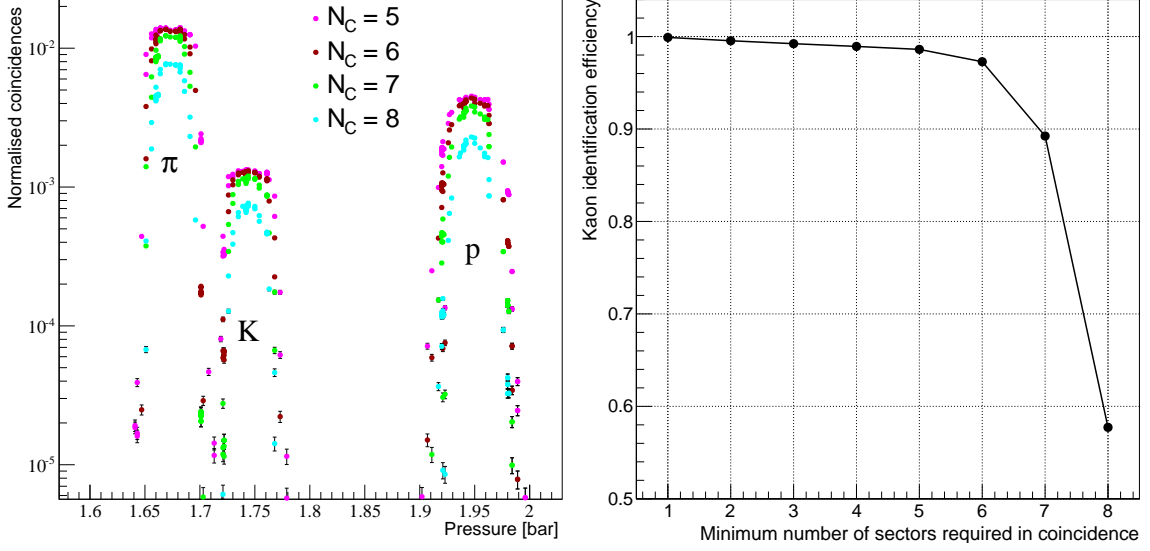 Normalised coincidences
10⁻²
10⁻³
10⁻⁴
10⁻⁵
N_C = 5
N_C = 6
N_C = 7
N_C = 8
π
K
p
1.6 1.65 1.7 1.75 1.8 1.85 1.9 1.95 2
Pressure [bar]
Kaon identification efficiency
1
0.9
0.8
0.7
0.6
0.5
1 2 3 4 5 6 7 8
Minimum number of sectors required in coincidence